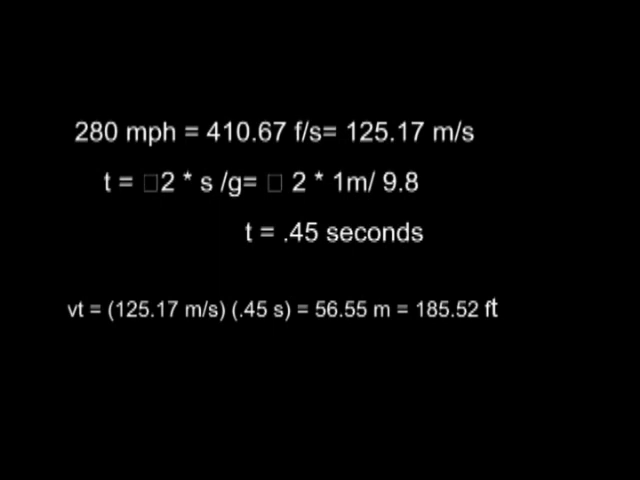 280 mph = 410.67 f/s= 125.17 m/s
t = □2 * s /g= □ 2 * 1m/ 9.8
t = .45 seconds
vt = (125.17 m/s) (.45 s) = 56.55 m = 185.52 ft